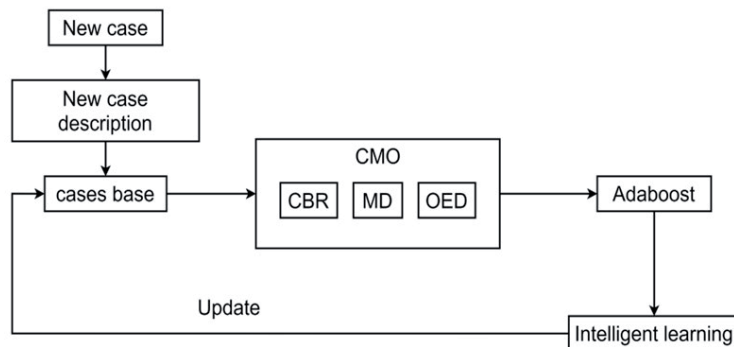 New case
New case
description
cases base
CMO
CBR
MD
OED
Adaboost
Update
Intelligent learning